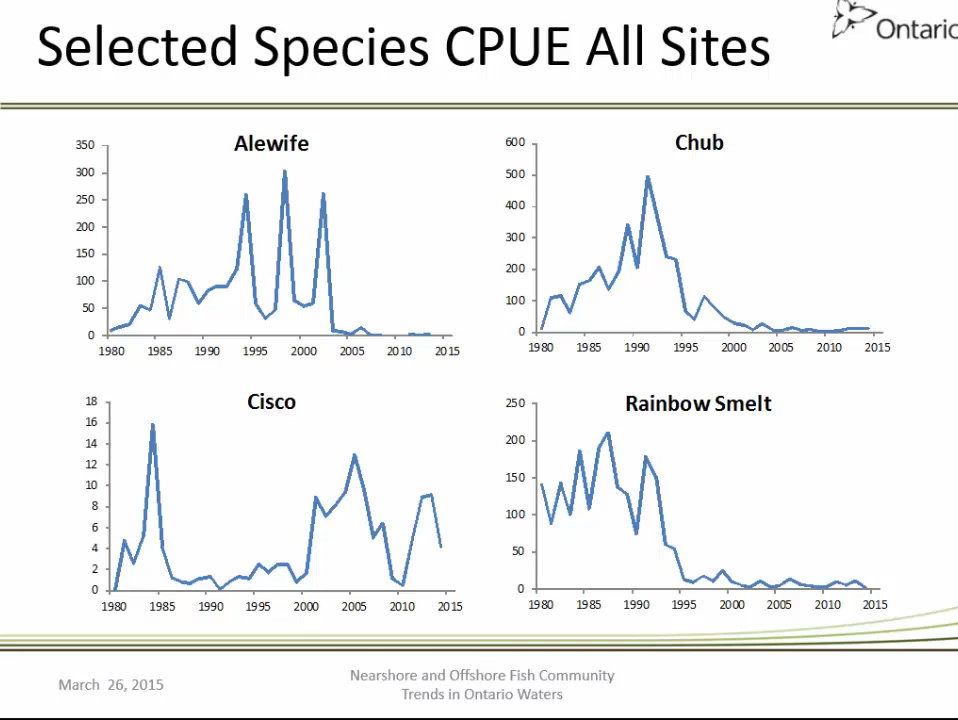 Selected Species CPUE All Sites
Ontario
Alewife
350
300
250
200
150
100
50
0
1980 1985 1990 1995 2000 2005 2010 2015
Chub
600
500
400
300
200
100
0
1980 1985 1990 1995 2000 2005 2010 2015
Cisco
18
16
14
12
10
8
6
4
2
0
1980 1985 1990 1995 2000 2005 2010 2015
Rainbow Smelt
250
200
150
100
50
0
1980 1985 1990 1995 2000 2005 2010 2015
March 26, 2015
Nearshore and Offshore Fish Community
Trends in Ontario Waters